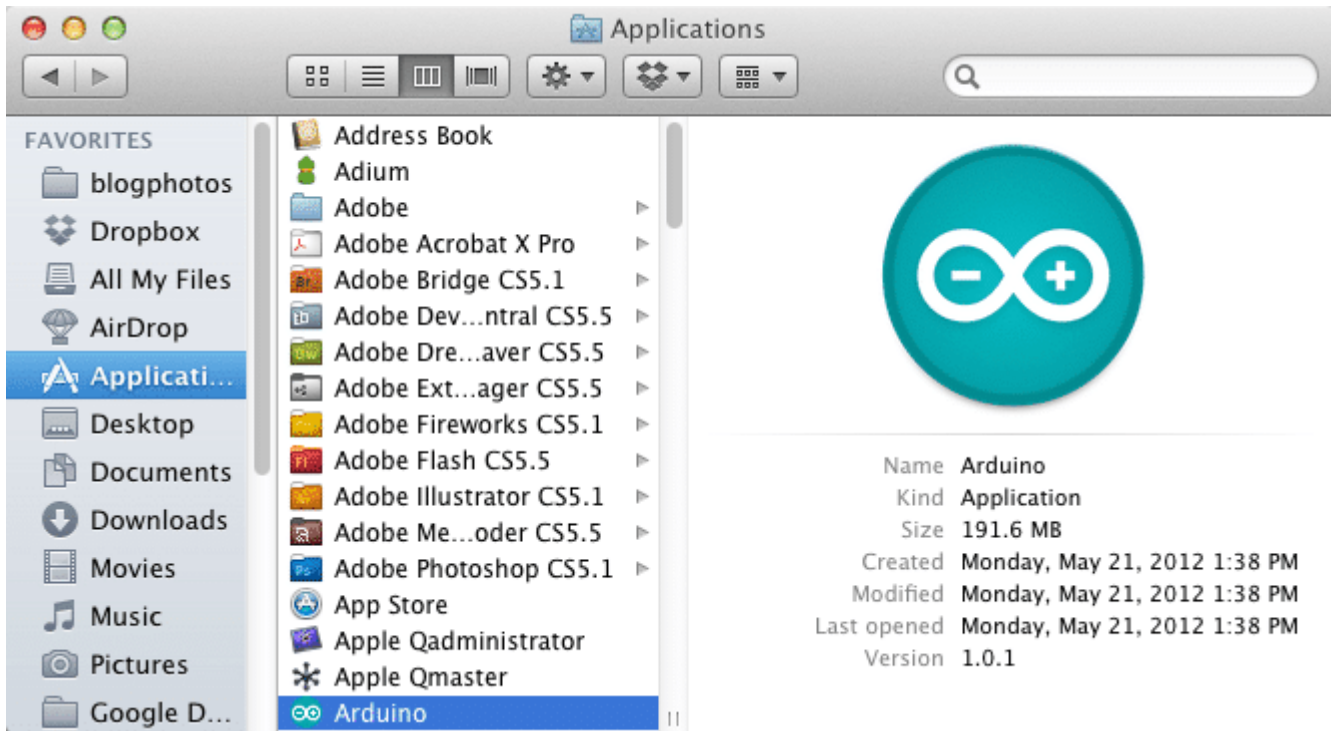 Applications
FAVORITES
blogphotos
Dropbox
All My Files
AirDrop
Applicati...
Desktop
Documents
Downloads
Movies
Music
Pictures
Google D...
Address Book
Adium
Adobe
Adobe Acrobat X Pro
Adobe Bridge CS5.1
Adobe Dev...ntral CS5.5
Adobe Dre...aver CS5.5
Adobe Ext...ager CS5.5
Adobe Fireworks CS5.1
Adobe Flash CS5.5
Adobe Illustrator CS5.1
Adobe Me...oder CS5.5
Adobe Photoshop CS5.1
App Store
Apple Qadministrator
Apple Qmaster
Arduino
Name Arduino
Kind Application
Size 191.6 MB
Created Monday, May 21, 2012 1:38 PM
Modified Monday, May 21, 2012 1:38 PM
Last opened Monday, May 21, 2012 1:38 PM
Version 1.0.1